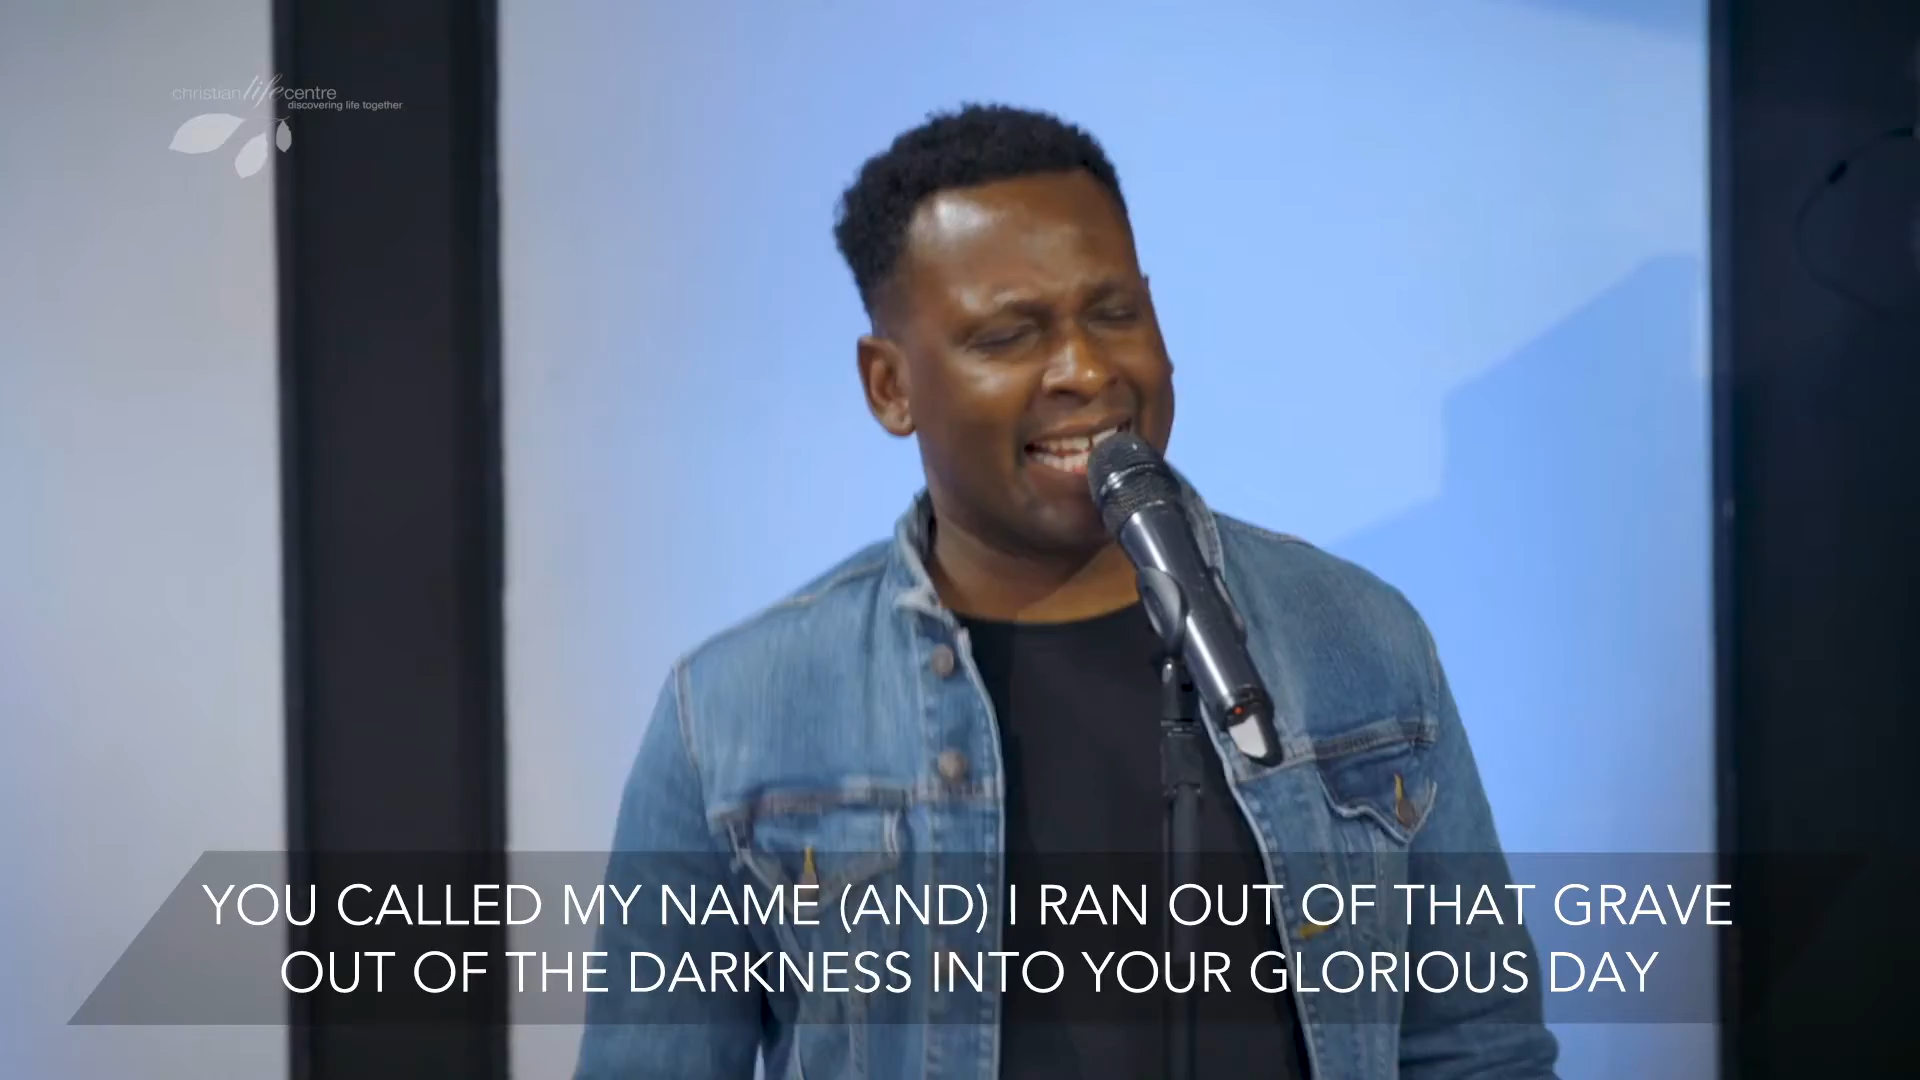 christian life centre
discovering life together
YOU CALLED MY NAME (AND) I RAN OUT OF THAT GRAVE
OUT OF THE DARKNESS INTO YOUR GLORIOUS DAY